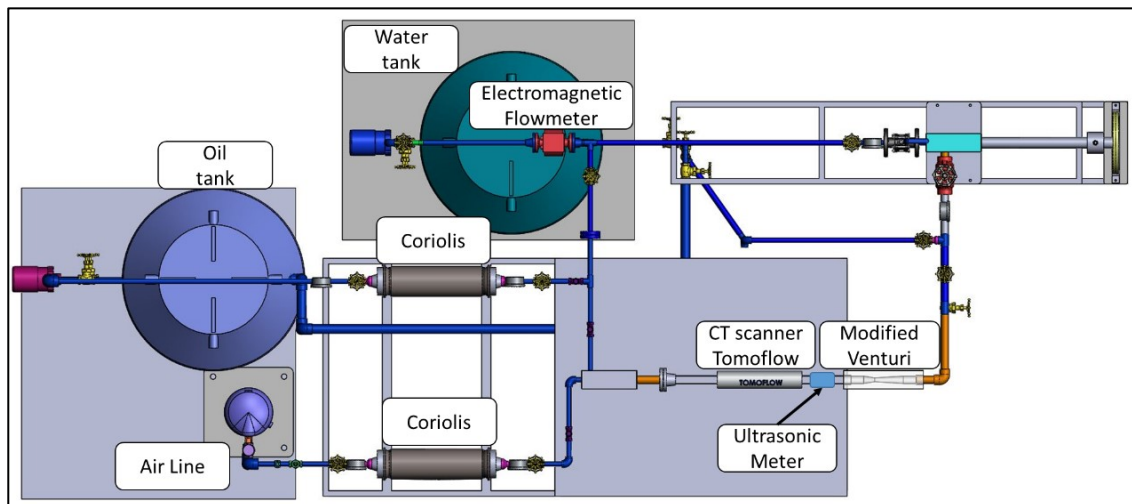 Water
tank
Electromagnetic
Flowmeter
Oil
tank
Coriolis
CT scanner
Tomoflow
Modified
Venturi
TOMOFLOW
Coriolis
Ultrasonic
Meter
Air Line